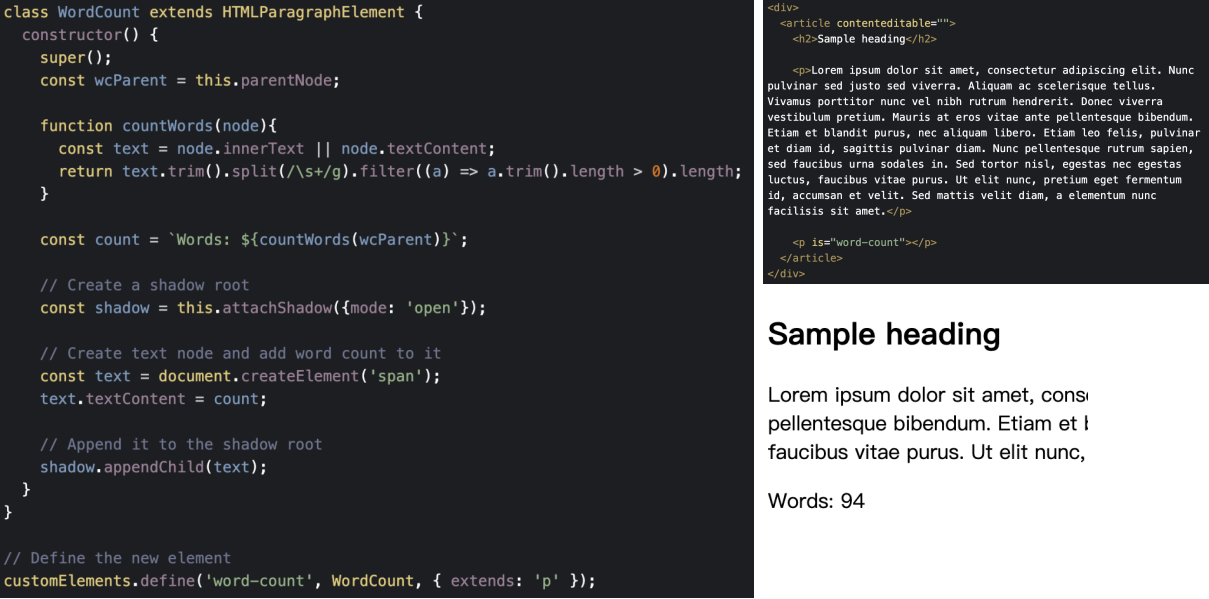 class WordCount extends HTMLParagraphElement {
  constructor() {
    super();
    const wcParent = this.parentNode;

    function countWords(node){
      const text = node.innerText || node.textContent;
      return text.trim().split(/\s+/g).filter((a) => a.trim().length > 0).length;
    }

    const count = `Words: ${countWords(wcParent)}`;

    // Create a shadow root
    const shadow = this.attachShadow({mode: 'open'});

    // Create text node and add word count to it
    const text = document.createElement('span');
    text.textContent = count;

    // Append it to the shadow root
    shadow.appendChild(text);
  }
}

// Define the new element
customElements.define('word-count', WordCount, { extends: 'p' });
<div>
  <article contenteditable="">
    <h2>Sample heading</h2>

    <p>Lorem ipsum dolor sit amet, consectetur adipiscing elit. Nunc
pulvinar sed justo sed viverra. Aliquam ac scelerisque tellus.
Vivamus porttitor nunc vel nibh rutrum hendrerit. Donec viverra
vestibulum pretium. Mauris at eros vitae ante pellentesque bibendum.
Etiam et blandit purus, nec aliquam libero. Etiam leo felis, pulvinar
et diam id, sagittis pulvinar diam. Nunc pellentesque rutrum sapien,
sed faucibus urna sodales in. Sed tortor nisl, egestas nec egestas
luctus, faucibus vitae purus. Ut elit nunc, pretium eget fermentum
id, accumsan et velit. Sed mattis velit diam, a elementum nunc
facilisis sit amet.</p>

    <p is="word-count"></p>
  </article>
</div>
Sample heading
Lorem ipsum dolor sit amet, cons
pellentesque bibendum. Etiam et
faucibus vitae purus. Ut elit nunc,
Words: 94